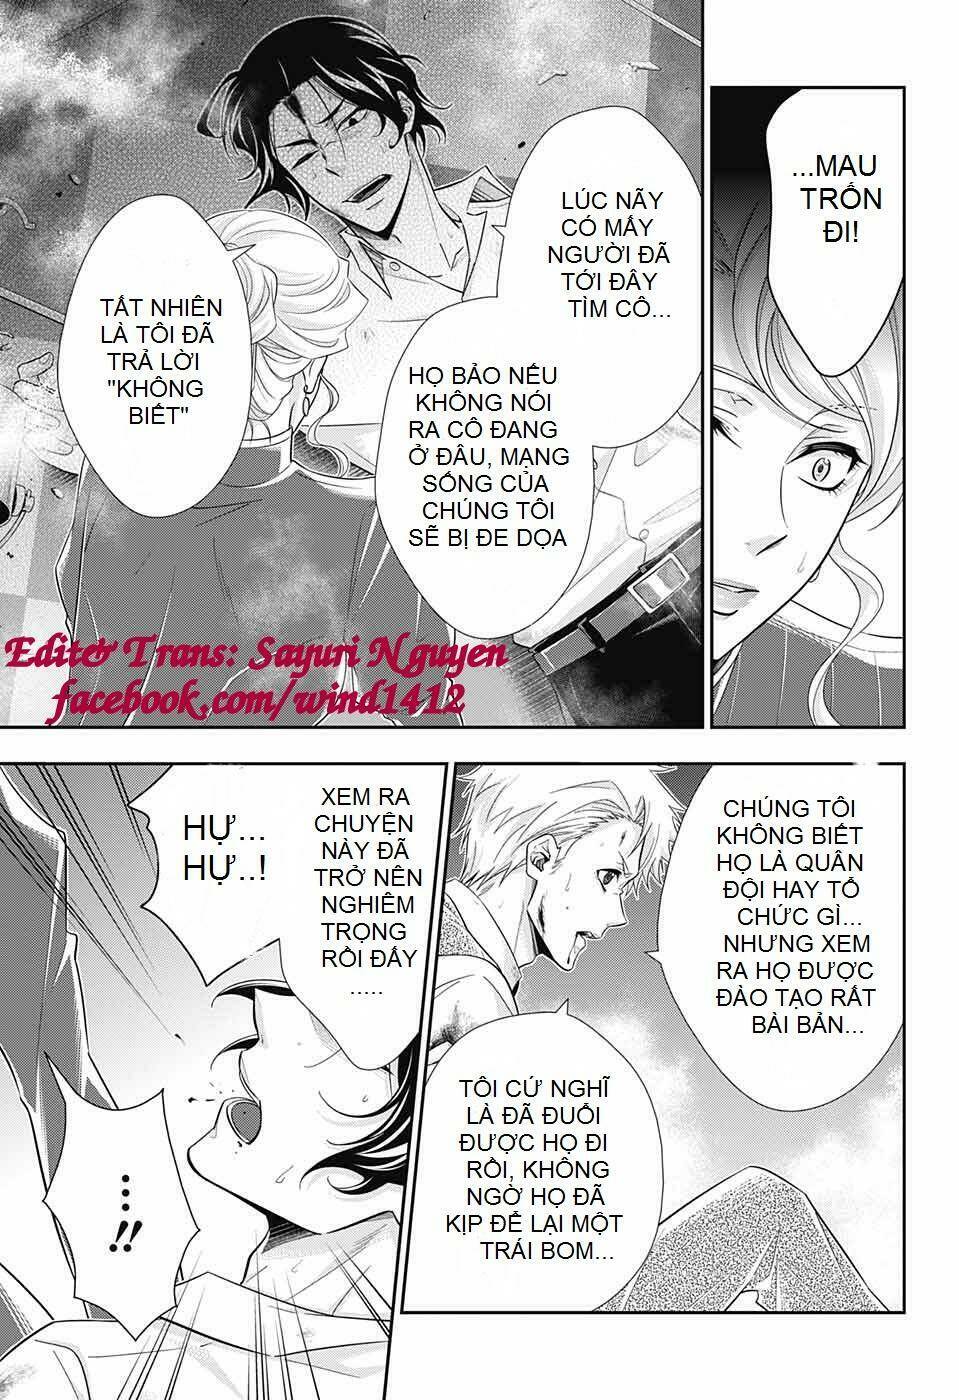 ...MAU
TRỐN
ĐI!
LÚC NÃY
CÓ MẤY
NGƯỜI ĐÃ
TỚI ĐÂY
TÌM CÔ...
HỌ BẢO NẾU
KHÔNG NÓI
RA CÔ ĐANG
Ở ĐÂU, MẠNG
SỐNG CỦA
CHÚNG TÔI
SẼ BỊ ĐE DỌA
TẤT NHIÊN
LÀ TÔI ĐÃ
TRẢ LỜI
"KHÔNG
BIẾT"
Edit& Trans: Sayuri Nguyen
facebook.com/wind1412
CHÚNG TÔI
KHÔNG BIẾT
HỌ LÀ QUÂN
ĐỘI HAY TỔ
CHỨC GÌ...
NHƯNG XEM
RA HỌ ĐƯỢC
ĐÀO TẠO RẤT
BÀI BẢN...
TÔI CỨ NGHĨ
LÀ ĐÃ ĐUỔI
ĐƯỢC HỌ ĐI
RỒI, KHÔNG
NGỜ HỌ ĐÃ
KỊP ĐỂ LẠI MỘT
TRÁI BOM...
XEM RA
CHUYỆN
NÀY ĐÃ
TRỞ NÊN
NGHIÊM
TRỌNG
RỒI ĐẤY
.....
HỰ...
HỰ..!
...!!